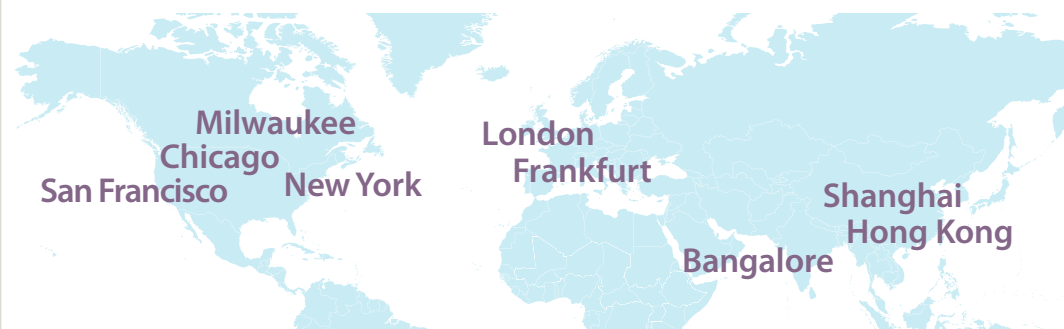 Milwaukee
Chicago
San Francisco
New York
London
Frankfurt
Shanghai
Hong Kong
Bangalore